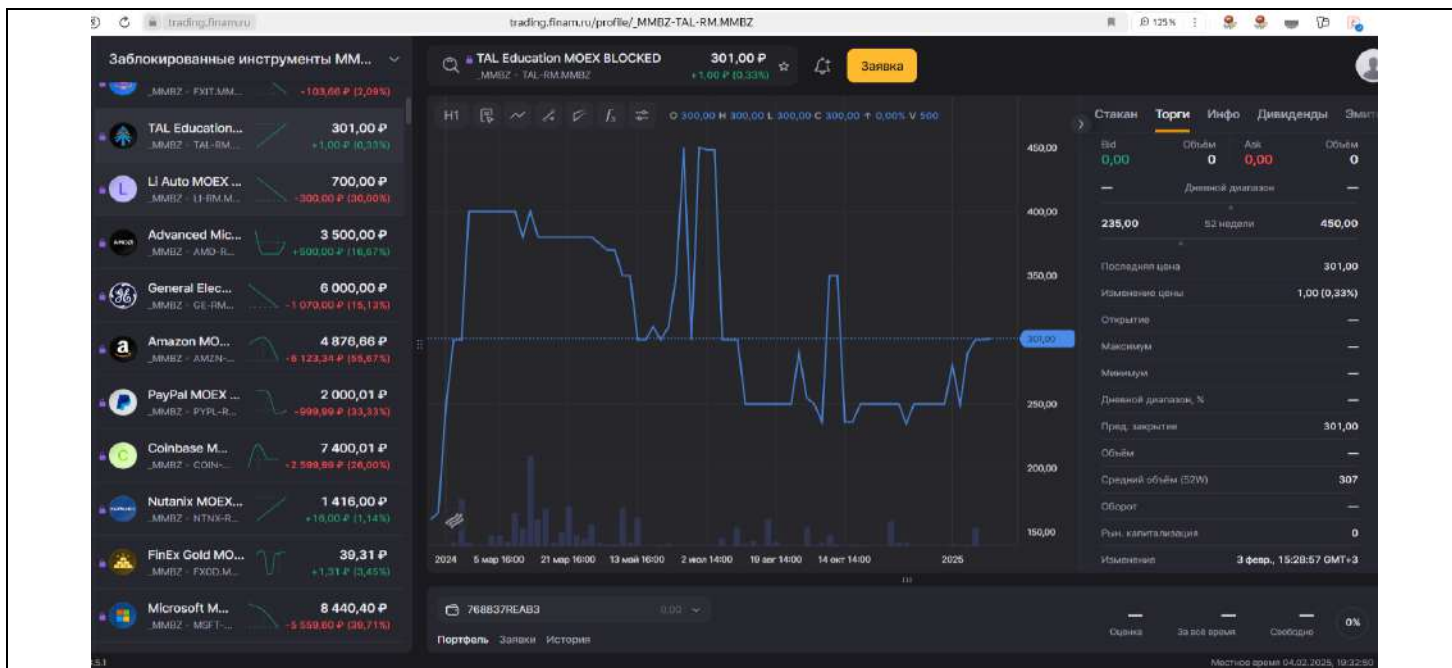 trading.finam.ru
trading.finam.ru/profile/_MMBZ-TAL-RM.MMBZ
125 %
Заблокированные инструменты ММ...
_MMBZ - FXIT.MM...
-103,66 ₽ (2,09%)
TAL Education...
301,00 ₽
_MMBZ - TAL-RM...
+1,00 ₽ (0,33%)
Li Auto MOEX ...
700,00 ₽
_MMBZ - LI-RM.M...
-300,00 ₽ (30,00%)
Advanced Mic...
3 500,00 ₽
_MMBZ - AMD-R...
+500,00 ₽ (16,67%)
General Elec...
6 000,00 ₽
_MMBZ - GE-RM...
-1 070,00 ₽ (15,13%)
Amazon MO...
4 876,66 ₽
_MMBZ - AMZN-...
-6 123,34 ₽ (55,67%)
PayPal MOEX ...
2 000,01 ₽
_MMBZ - PYPL-R...
-999,99 ₽ (33,33%)
Coinbase M...
7 400,01 ₽
_MMBZ - COIN-...
-2 599,99 ₽ (26,00%)
Nutanix MOEX...
1 416,00 ₽
_MMBZ - NTNX-R...
+16,00 ₽ (1,14%)
FinEx Gold MO...
39,31 ₽
_MMBZ - FXGD.M...
+1,31 ₽ (3,45%)
Microsoft M...
8 440,40 ₽
_MMBZ - MSFT-...
-5 559,60 ₽ (39,71%)
TAL Education MOEX BLOCKED
301,00 ₽
_MMBZ - TAL-RM.MMBZ
+1,00 ₽ (0,33%)
Заявка
H1
O 300,00 H 300,00 L 300,00 C 300,00 ↑ 0,00% V 500
450,00
400,00
350,00
301,00
250,00
200,00
150,00
2024 5 мар 16:00 21 мар 16:00 13 май 16:00 2 июл 14:00 19 авг 14:00 14 окт 14:00 2025
768837REAB3
0,00
Портфель Заявки История
Стакан Торги Инфо Дивиденды Эмит
Bid Объём Ask Объём
0,00 0 0,00 0
— Дневной диапазон —
235,00 52 недели 450,00
Последняя цена 301,00
Изменение цены 1,00 (0,33%)
Открытие —
Максимум —
Минимум —
Дневной диапазон, % —
Пред. закрытие 301,00
Объём —
Средний объём (52W) 307
Оборот —
Рын. капитализация 0
Изменения 3 февр., 15:28:57 GMT+3
— — —
Оценка За всё время Свободно
0%
Местное время 04.02.2025, 19:32:50